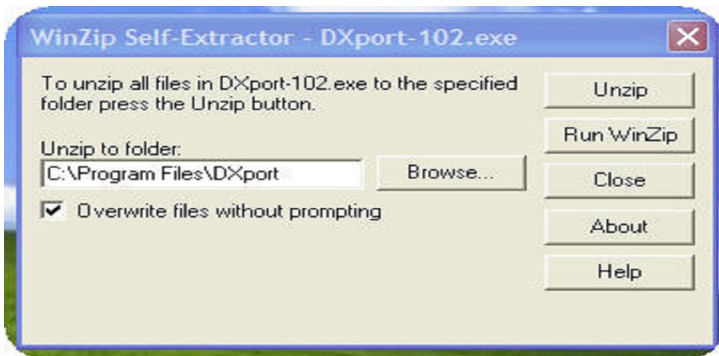 WinZip Self-Extractor - DXport-102.exe
To unzip all files in DXport-102.exe to the specified
folder press the Unzip button.
Unzip to folder:
C:\Program Files\DXport
Browse...
Overwrite files without prompting
Unzip
Run WinZip
Close
About
Help